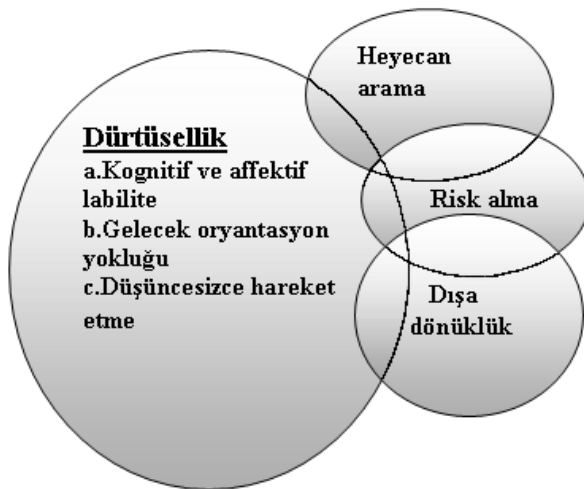 Heyecan
arama
Dürtüsellik
a.Kognitif ve affektif
labilite
b.Gelecek oryantasyon
yokluğu
c.Düşüncesizce hareket
etme
Risk alma
Dışa
dönüklük